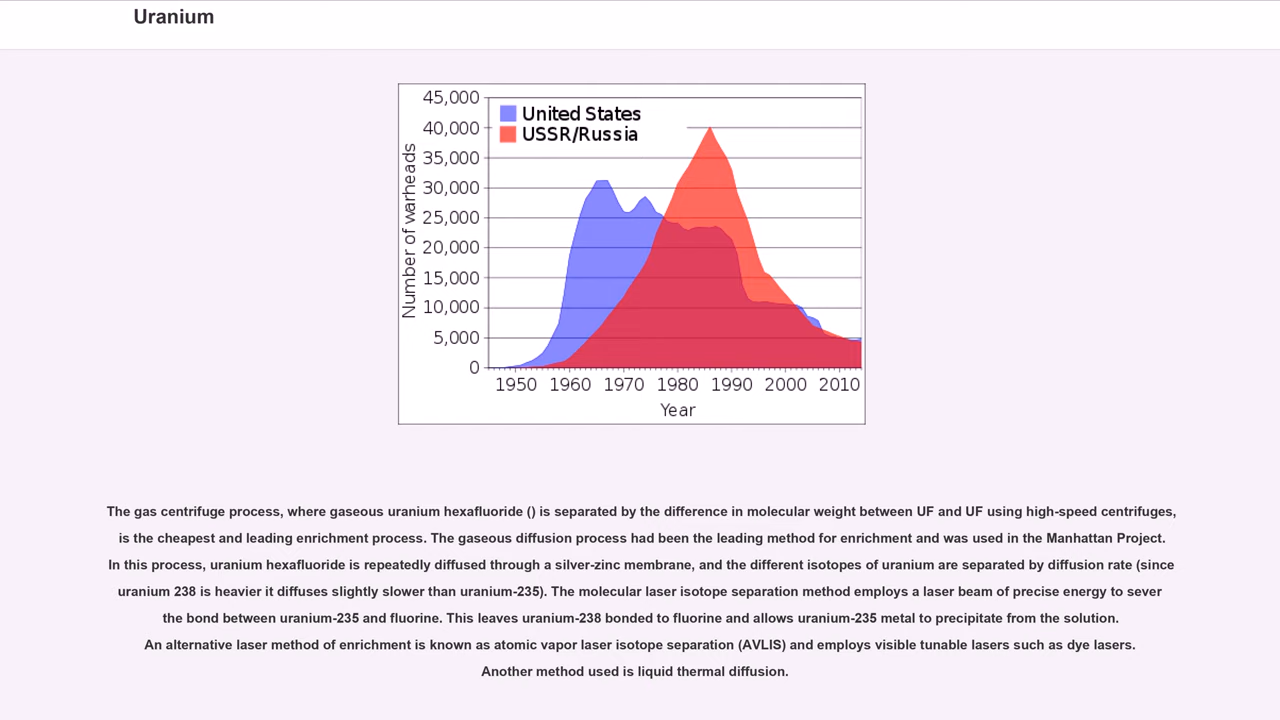 Uranium
45,000
40,000
35,000
30,000
25,000
20,000
15,000
10,000
5,000
0
Number of warheads
United States
USSR/Russia
1950 1960 1970 1980 1990 2000 2010
Year
The gas centrifuge process, where gaseous uranium hexafluoride () is separated by the difference in molecular weight between UF and UF using high-speed centrifuges,
is the cheapest and leading enrichment process. The gaseous diffusion process had been the leading method for enrichment and was used in the Manhattan Project.
In this process, uranium hexafluoride is repeatedly diffused through a silver-zinc membrane, and the different isotopes of uranium are separated by diffusion rate (since
uranium 238 is heavier it diffuses slightly slower than uranium-235). The molecular laser isotope separation method employs a laser beam of precise energy to sever
the bond between uranium-235 and fluorine. This leaves uranium-238 bonded to fluorine and allows uranium-235 metal to precipitate from the solution.
An alternative laser method of enrichment is known as atomic vapor laser isotope separation (AVLIS) and employs visible tunable lasers such as dye lasers.
Another method used is liquid thermal diffusion.